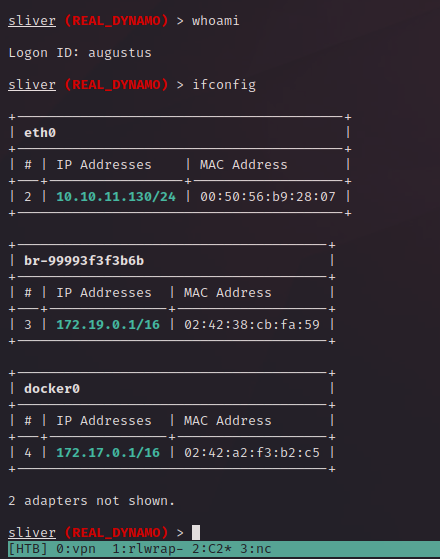 sliver (REAL_DYNAMO) > whoami
Logon ID: augustus
sliver (REAL_DYNAMO) > ifconfig
+-----------------------------------------+
| eth0                                    |
+-----------------------------------------+
| # | IP Addresses    | MAC Address       |
+---+-----------------+-------------------+
| 2 | 10.10.11.130/24 | 00:50:56:b9:28:07 |
+-----------------------------------------+
+---------------------------------------+
| br-99993f3f3b6b                       |
+---------------------------------------+
| # | IP Addresses  | MAC Address       |
+---+---------------+-------------------+
| 3 | 172.19.0.1/16 | 02:42:38:cb:fa:59 |
+---------------------------------------+
+---------------------------------------+
| docker0                               |
+---------------------------------------+
| # | IP Addresses  | MAC Address       |
+---+---------------+-------------------+
| 4 | 172.17.0.1/16 | 02:42:a2:f3:b2:c5 |
+---------------------------------------+
2 adapters not shown.
sliver (REAL_DYNAMO) >
[HTB] 0:vpn  1:rlwrap- 2:C2* 3:nc